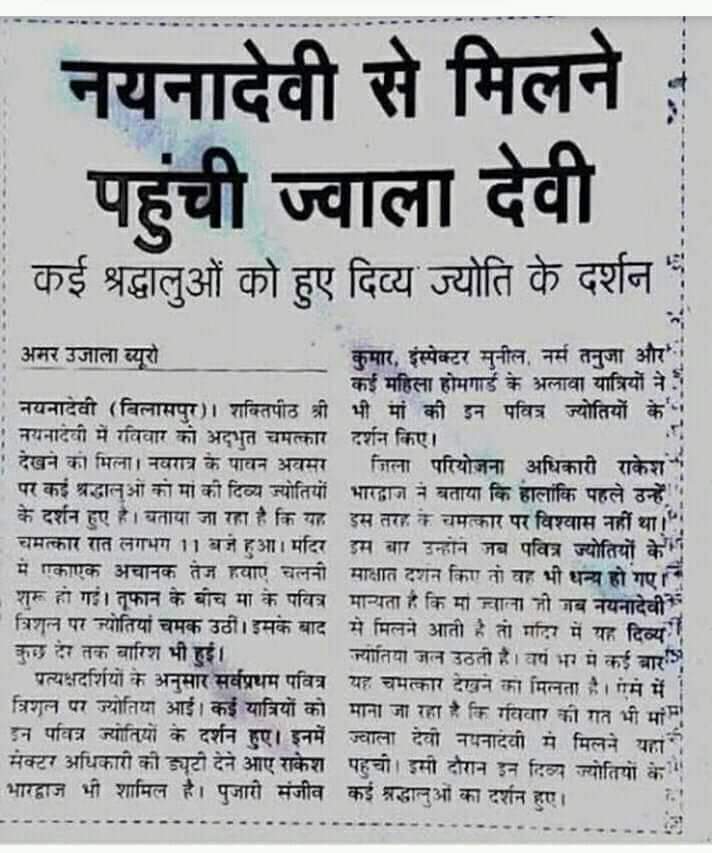 नयनादेवी से मिलने
पहुंची ज्वाला देवी
कई श्रद्धालुओं को हुए दिव्य ज्योति के दर्शन
अमर उजाला ब्यूरो
नयनादेवी (बिलासपुर)। शक्तिपीठ श्री
नयनादेवी में रविवार को अद्भुत चमत्कार
देखने को मिला। नवरात्र के पावन अवसर
पर कई श्रद्धालुओं को मां की दिव्य ज्योतियों
के दर्शन हुए है। बताया जा रहा है कि यह
चमत्कार रात लगभग 11 बजे हुआ। मंदिर
में एकाएक अचानक तेज हवाएं चलनी
शुरू हो गई। तूफान के बीच मां के पवित्र
त्रिशूल पर ज्योतियां चमक उठीं। इसके बाद
कुछ देर तक बारिश भी हुई।
प्रत्यक्षदर्शियों के अनुसार सर्वप्रथम पवित्र
त्रिशूल पर ज्योतिया आई। कई यात्रियों को
इन पवित्र ज्योतियों के दर्शन हुए। इनमें
सेक्टर अधिकारी की ड्यूटी देने आए राकेश
भारद्वाज भी शामिल है। पुजारी संजीव
कुमार, इंस्पेक्टर सुनील, नर्स तनुजा और
कई महिला होमगार्ड के अलावा यात्रियों ने
भी मां की इन पवित्र ज्योतियों के
दर्शन किए।
जिला परियोजना अधिकारी राकेश
भारद्वाज ने बताया कि हालांकि पहले उन्हें
इस तरह के चमत्कार पर विश्वास नहीं था।
इस बार उन्होंने जब पवित्र ज्योतियों के
साक्षात दर्शन किए तो वह भी धन्य हो गए।
मान्यता है कि मां ज्वाला जी जब नयनादेवी
से मिलने आती है तो मंदिर में यह दिव्य
ज्योतिया जल उठती है। वर्ष भर में कई बार
यह चमत्कार देखने को मिलता है। ऐसे में
माना जा रहा है कि रविवार की रात भी मां
ज्वाला देवी नयनादेवी से मिलने यहां
पहुंची। इसी दौरान इन दिव्य ज्योतियों के
कई श्रद्धालुओं का दर्शन हुए।